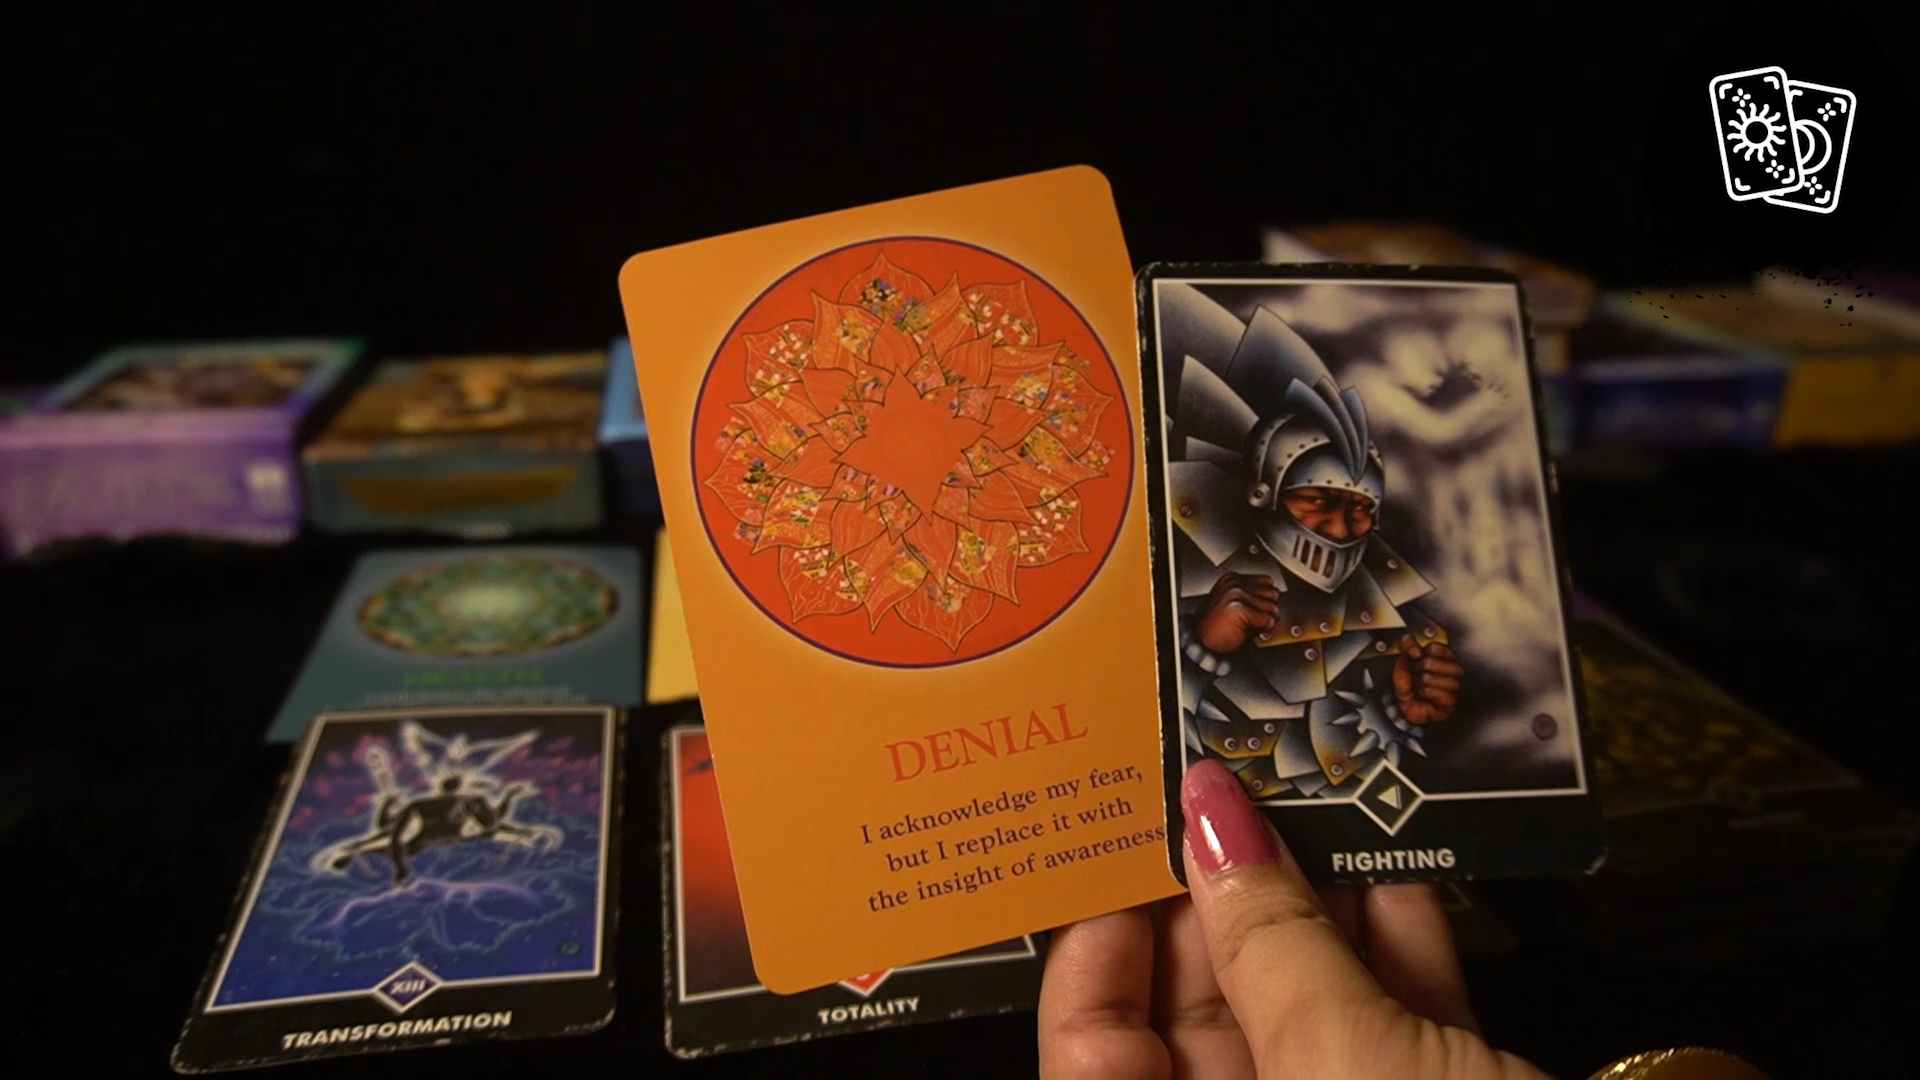 DENIAL
I acknowledge my fear,
but I replace it with
the insight of awareness
FIGHTING
XIII
TRANSFORMATION
TOTALITY